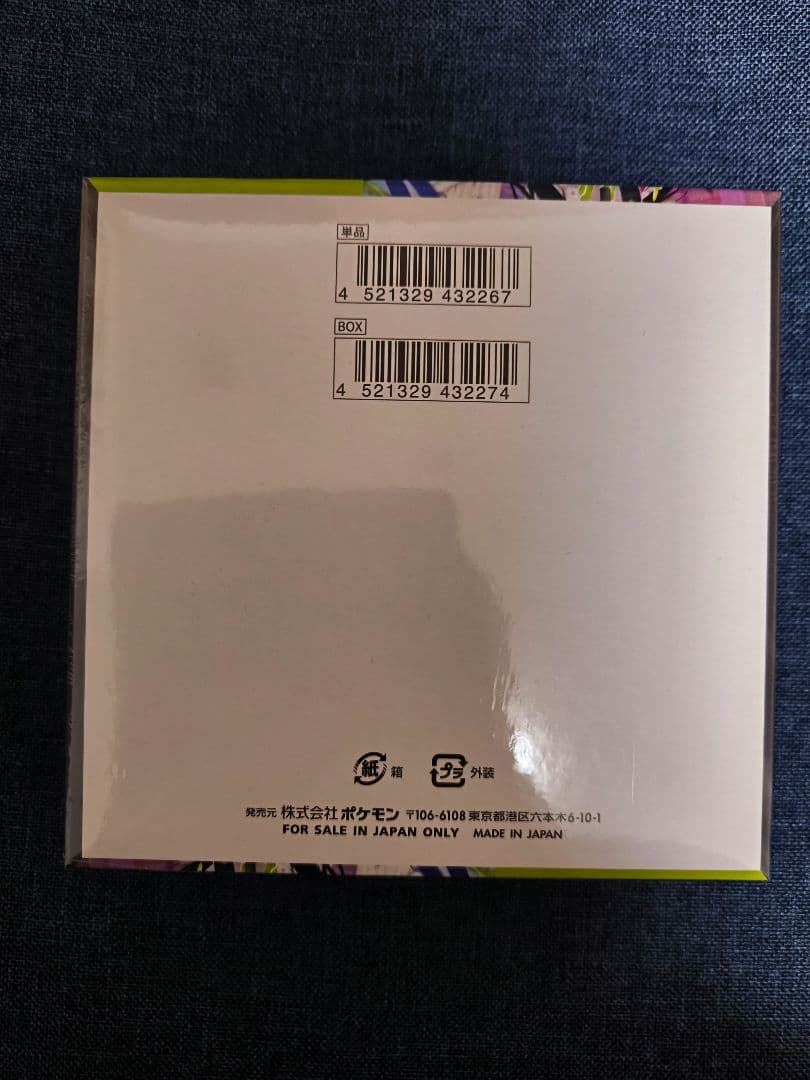 単品
4 521329 432267
BOX
4 521329 432274
紙 箱 プラ 外装
発売元 株式会社ポケモン 〒106-6108 東京都港区六本木6-10-1
FOR SALE IN JAPAN ONLY MADE IN JAPAN